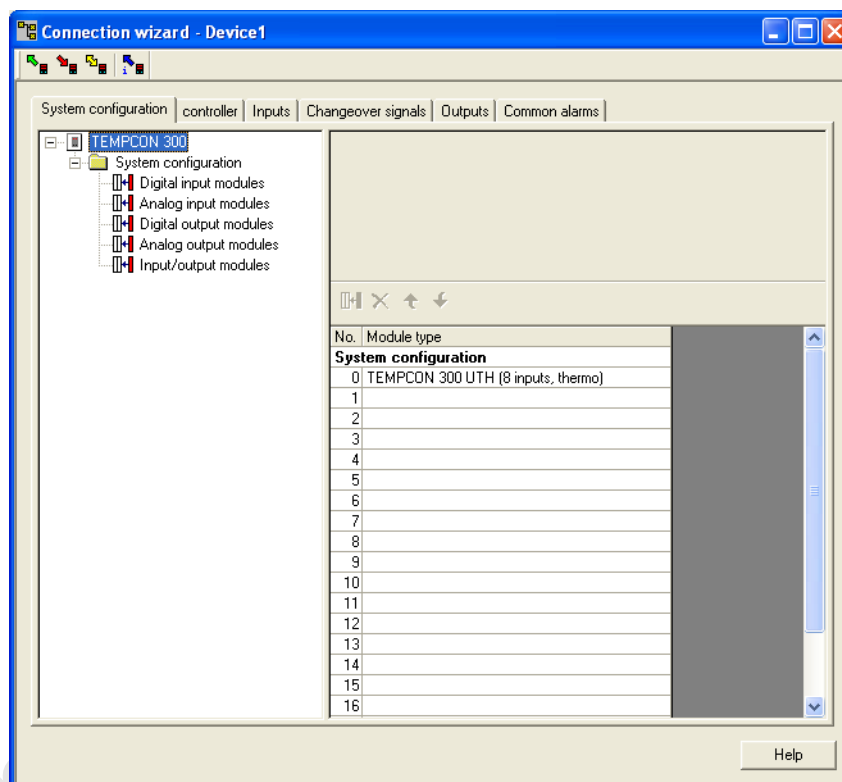 Connection wizard - Device1
System configuration controller Inputs Changeover signals Outputs Common alarms
TEMPCON 300
System configuration
Digital input modules
Analog input modules
Digital output modules
Analog output modules
Input/output modules
No. Module type
System configuration
0 TEMPCON 300 UTH (8 inputs, thermo)
1
2
3
4
5
6
7
8
9
10
11
12
13
14
15
16
Help